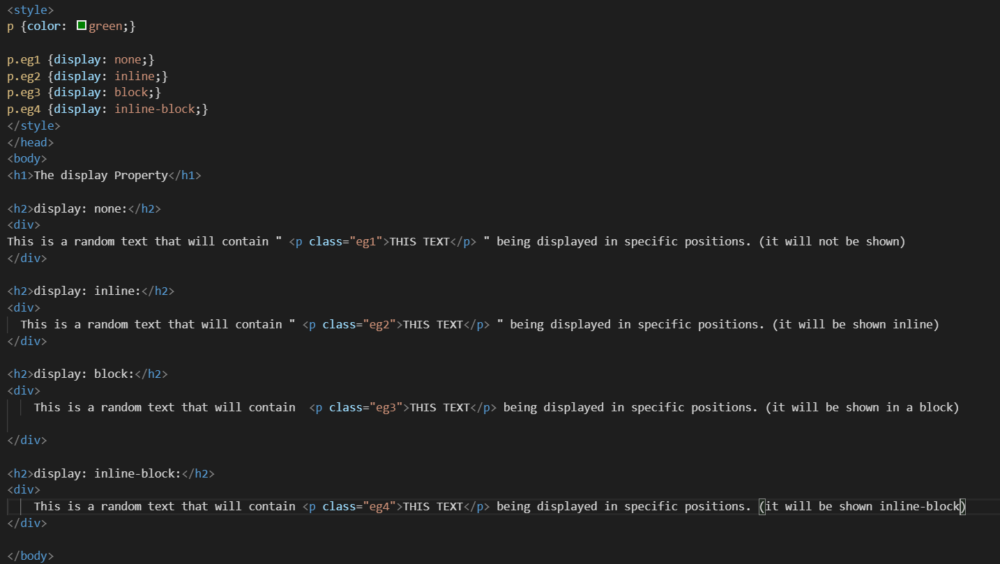 <style>
p {color: green;}
p.eg1 {display: none;}
p.eg2 {display: inline;}
p.eg3 {display: block;}
p.eg4 {display: inline-block;}
</style>
</head>
<body>
<h1>The display Property</h1>
<h2>display: none:</h2>
<div>
This is a random text that will contain " <p class="eg1">THIS TEXT</p> " being displayed in specific positions. (it will not be shown)
</div>
<h2>display: inline:</h2>
<div>
This is a random text that will contain " <p class="eg2">THIS TEXT</p> " being displayed in specific positions. (it will be shown inline)
</div>
<h2>display: block:</h2>
<div>
This is a random text that will contain  <p class="eg3">THIS TEXT</p> being displayed in specific positions. (it will be shown in a block)
</div>
<h2>display: inline-block:</h2>
<div>
This is a random text that will contain <p class="eg4">THIS TEXT</p> being displayed in specific positions. (it will be shown inline-block)
</div>
</body>